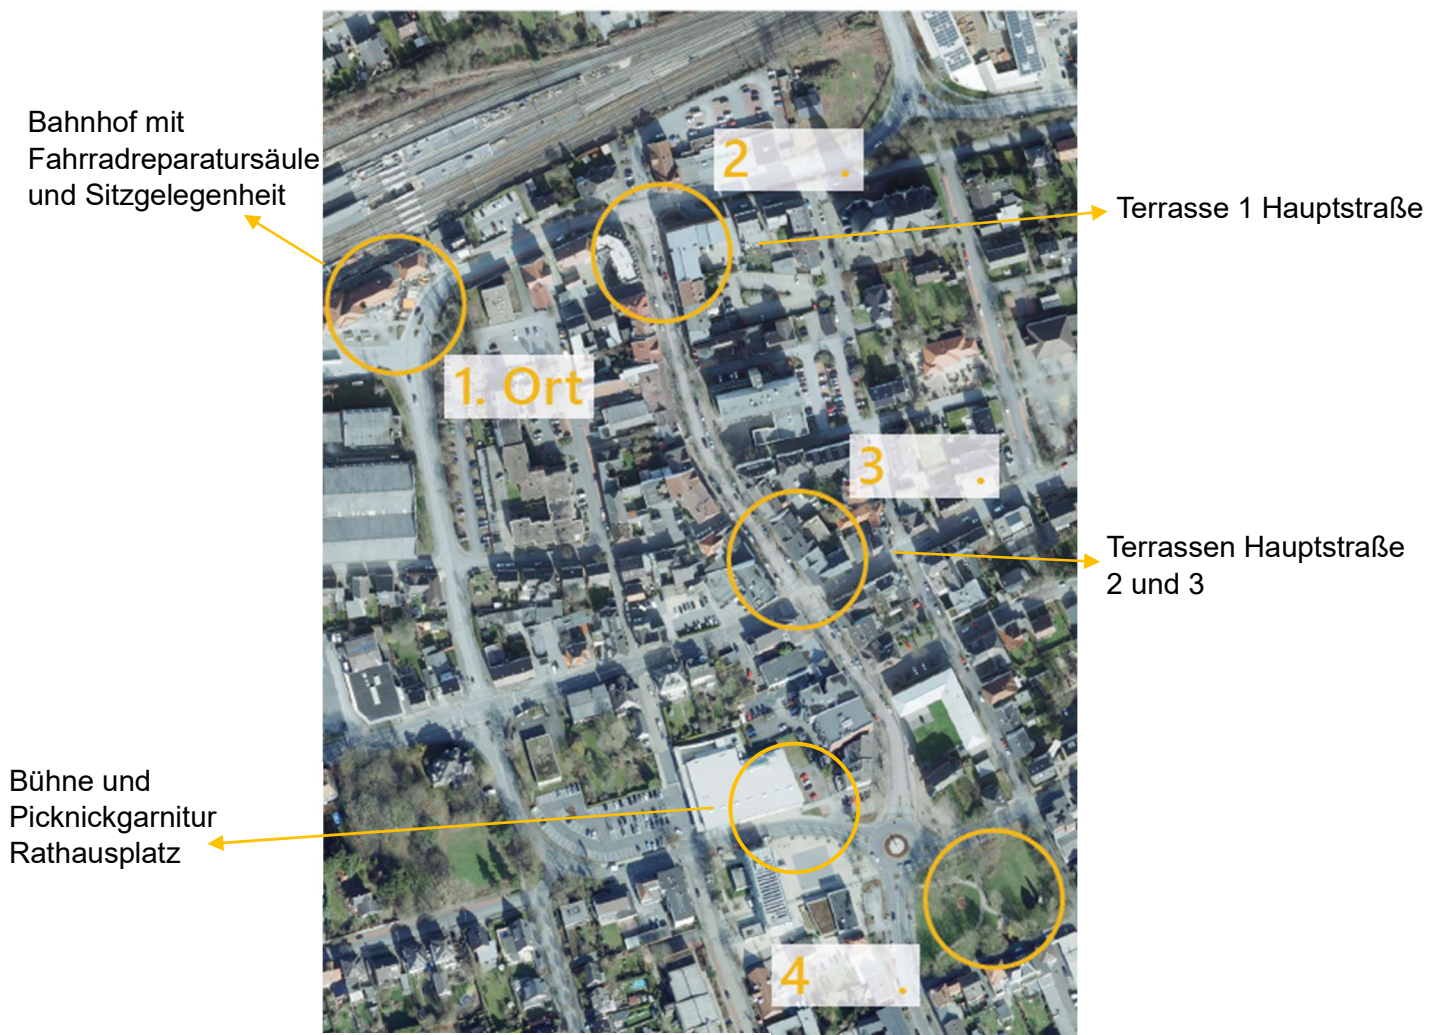 Bahnhof mit
Fahrradreparatursäule
und Sitzgelegenheit
2 .
Terrasse 1 Hauptstraße
1. Ort
3 .
Terrassen Hauptstraße
2 und 3
Bühne und
Picknickgarnitur
Rathausplatz
4 .